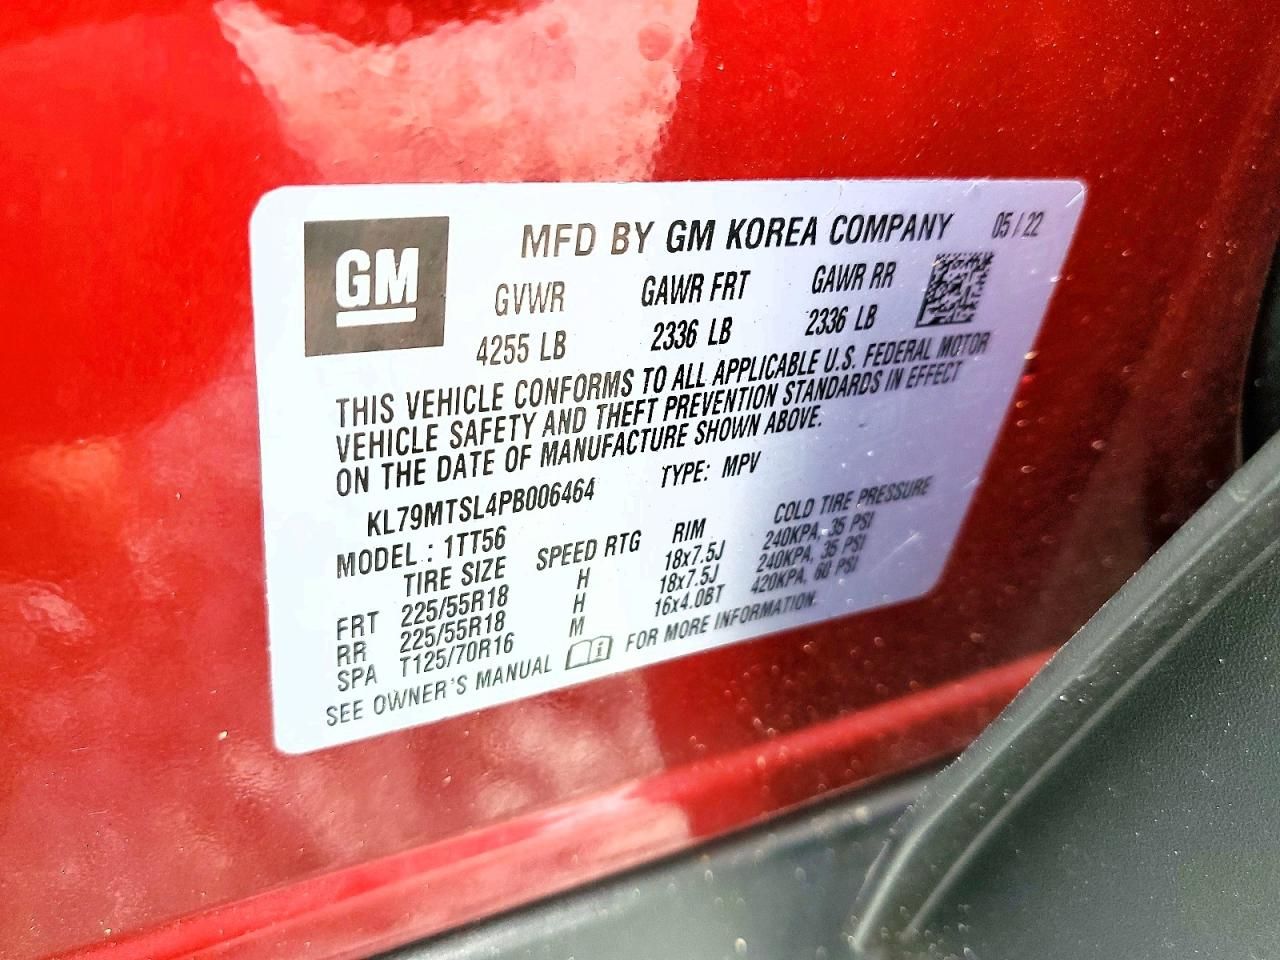 GM
MFD BY GM KOREA COMPANY 05/22
GVWR GAWR FRT GAWR RR
4255 LB 2336 LB 2336 LB
THIS VEHICLE CONFORMS TO ALL APPLICABLE U.S. FEDERAL MOTOR
VEHICLE SAFETY AND THEFT PREVENTION STANDARDS IN EFFECT
ON THE DATE OF MANUFACTURE SHOWN ABOVE.
KL79MTSL4PB006464 TYPE: MPV
MODEL : 1TT56
TIRE SIZE SPEED RTG RIM COLD TIRE PRESSURE
FRT 225/55R18 H 18x7.5J 240KPA, 35 PSI
RR 225/55R18 H 18x7.5J 240KPA, 35 PSI
SPA T125/70R16 M 16x4.0BT 420KPA, 60 PSI
SEE OWNER'S MANUAL FOR MORE INFORMATION.